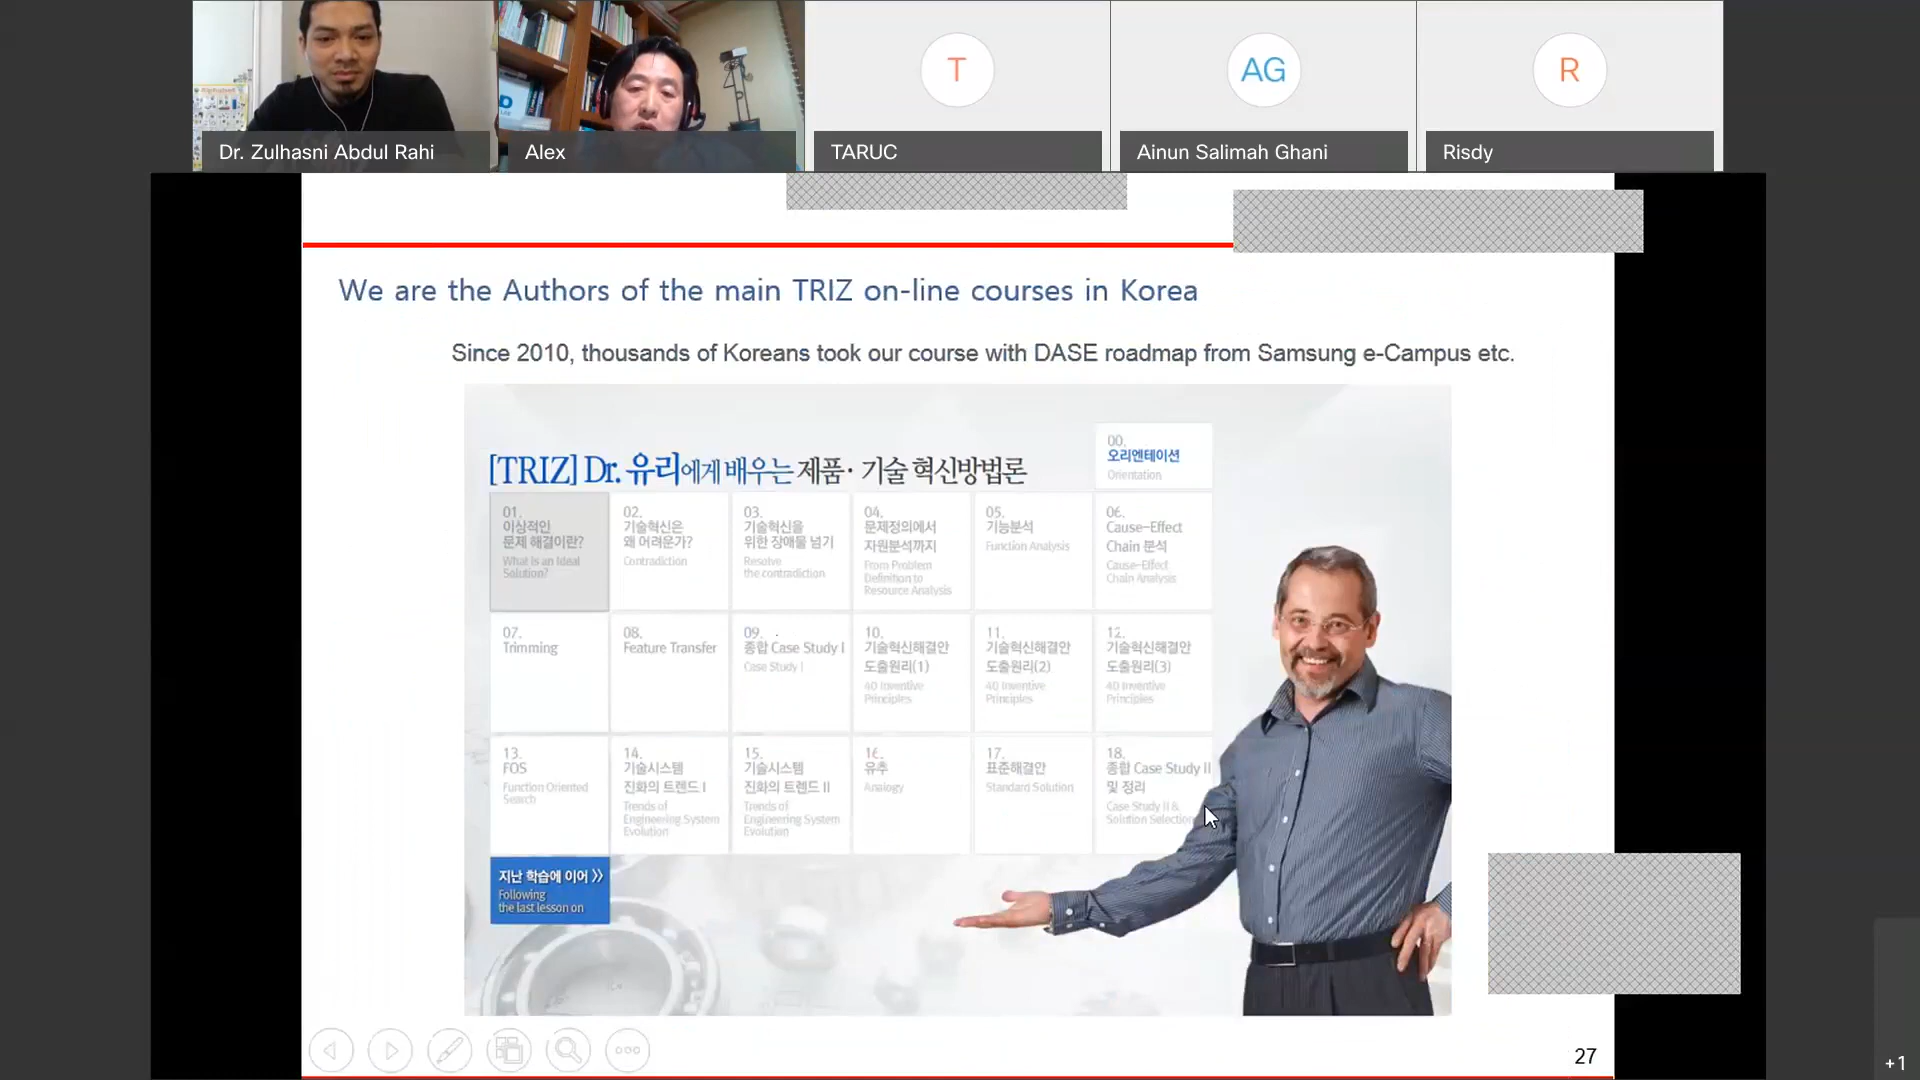 Dr. Zulhasni Abdul Rahi
Alex
T
TARUC
AG
Ainun Salimah Ghani
R
Risdy
We are the Authors of the main TRIZ on-line courses in Korea
Since 2010, thousands of Koreans took our course with DASE roadmap from Samsung e-Campus etc.
[TRIZ] Dr. 유리에게 배우는 제품· 기술 혁신방법론
00.
오리엔테이션
Orientation
01.
이상적인
문제 해결이란?
What is an Ideal
Solution?
02.
기술혁신은
왜 어려운가?
Contradiction
03.
기술혁신을
위한 장애물 넘기
Resolve
the contradiction
04.
문제정의에서
자원분석까지
From Problem
Definition to
Resource Analysis
05.
기능분석
Function Analysis
06.
Cause-Effect
Chain 분석
Cause-Effect
Chain Analysis
07.
Trimming
08.
Feature Transfer
09.
종합 Case Study I
Case Study I
10.
기술혁신해결안
도출원리(1)
40 Inventive
Principles
11.
기술혁신해결안
도출원리(2)
40 Inventive
Principles
12.
기술혁신해결안
도출원리(3)
40 Inventive
Principles
13.
FOS
Function Oriented
Search
14.
기술시스템
진화의 트렌드 I
Trends of
Engineering System
Evolution
15.
기술시스템
진화의 트렌드 II
Trends of
Engineering System
Evolution
16.
유추
Analogy
17.
표준해결안
Standard Solution
18.
종합 Case Study II
및 정리
Case Study II &
Solution Selection
지난 학습에 이어 》
Following
the last lesson on
27
+1